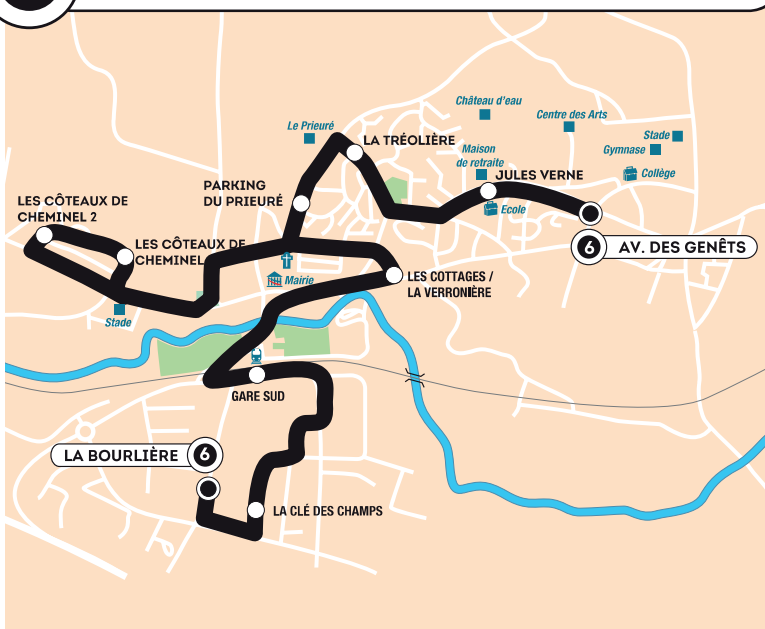 Château d'eau
Centre des Arts
Le Prieuré
Stade
LA TRÉOLIÈRE
Gymnase
Maison
de retraite
Collège
JULES VERNE
PARKING
DU PRIEURÉ
LES CÔTEAUX DE
CHEMINEL 2
Ecole
6 AV. DES GENÊTS
LES CÔTEAUX DE
CHEMINEL
Mairie
LES COTTAGES /
LA VERRONIÈRE
Stade
GARE SUD
LA BOURLIÈRE 6
LA CLÉ DES CHAMPS